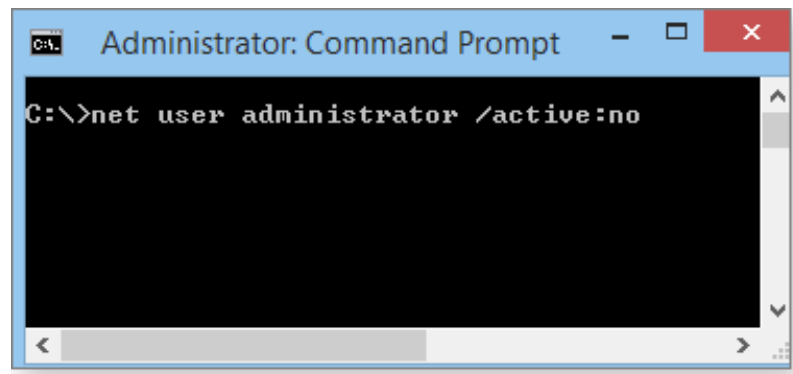 C:\.
Administrator: Command Prompt
C:\>net user administrator /active:no